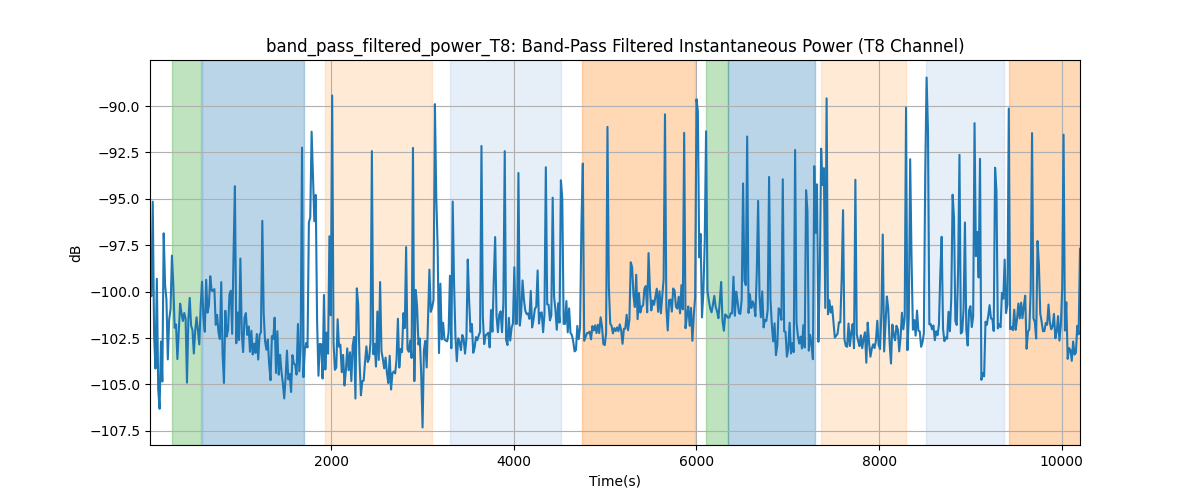 band_pass_filtered_power_T8: Band-Pass Filtered Instantaneous Power (T8 Channel)
−90.0
−92.5
−95.0
−97.5
−100.0
−102.5
−105.0
−107.5
dB
2000 4000 6000 8000 10000
Time(s)